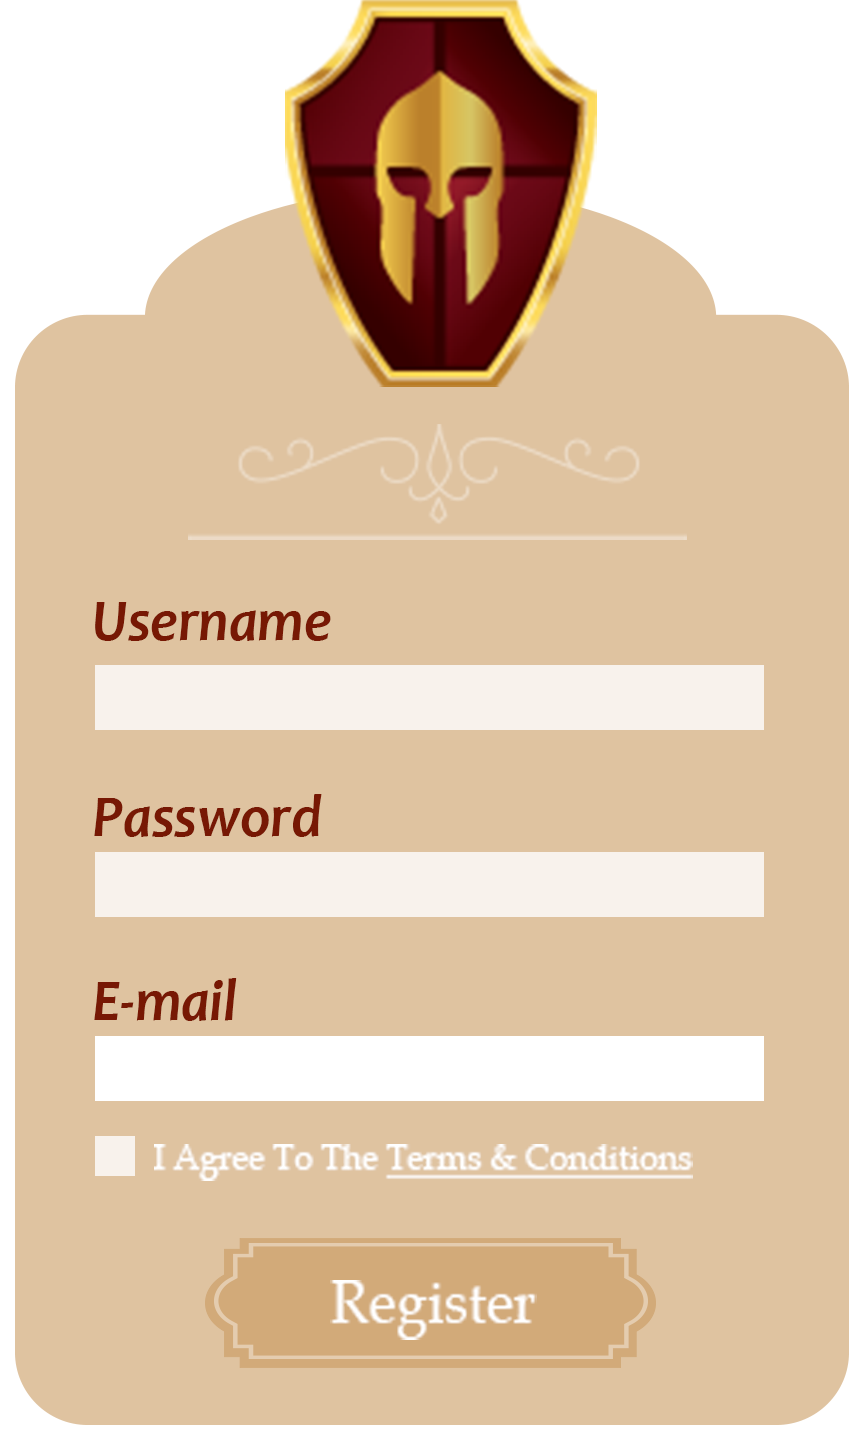 Username
Password
E-mail
I Agree To The Terms & Conditions
Register